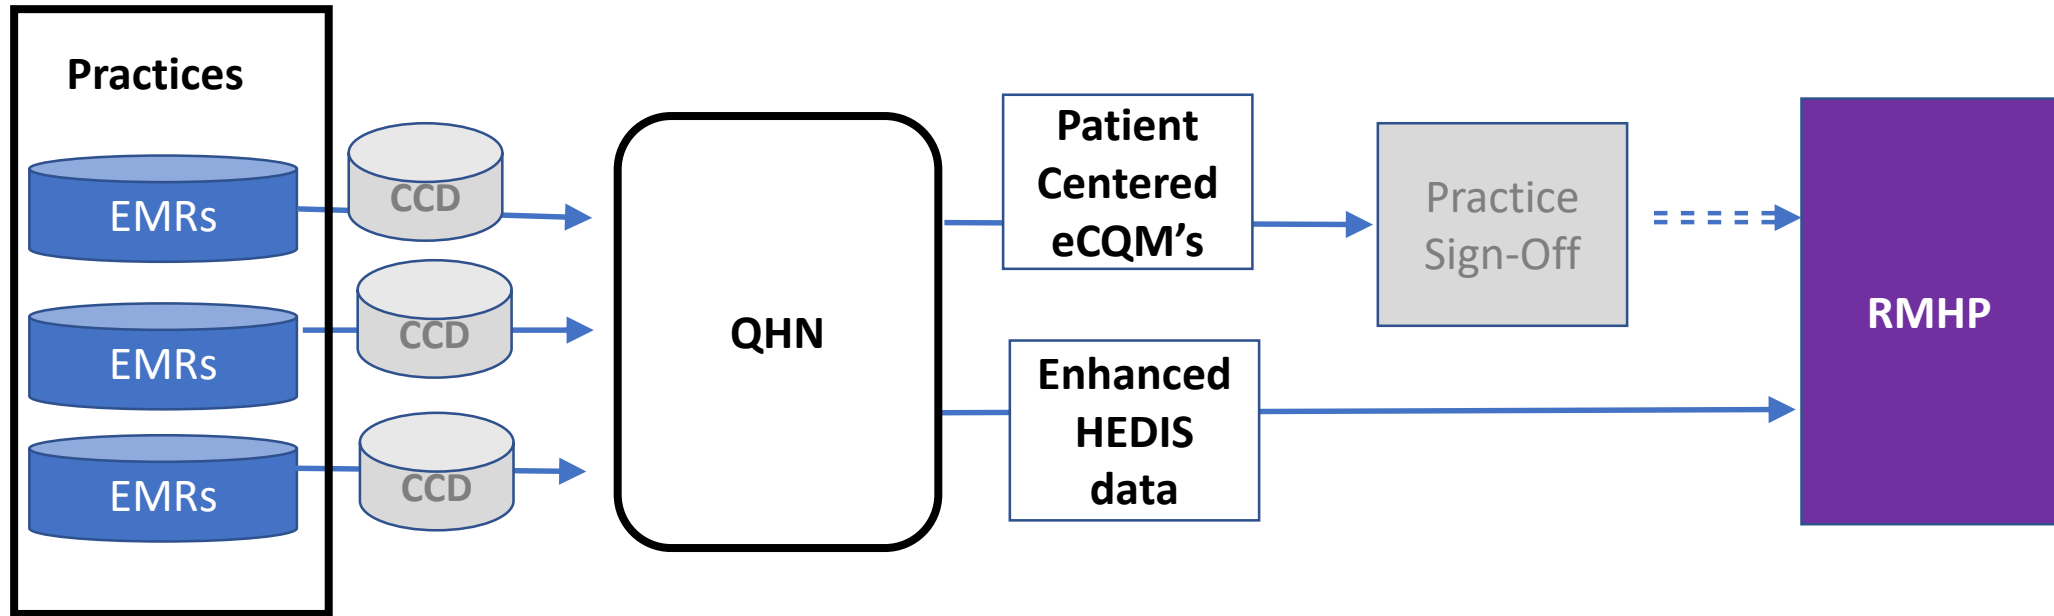 Practices
EMRs
EMRs
EMRs
CCD
CCD
CCD
QHN
Patient
Centered
eCQM’s
Enhanced
HEDIS
data
Practice
Sign-Off
RMHP